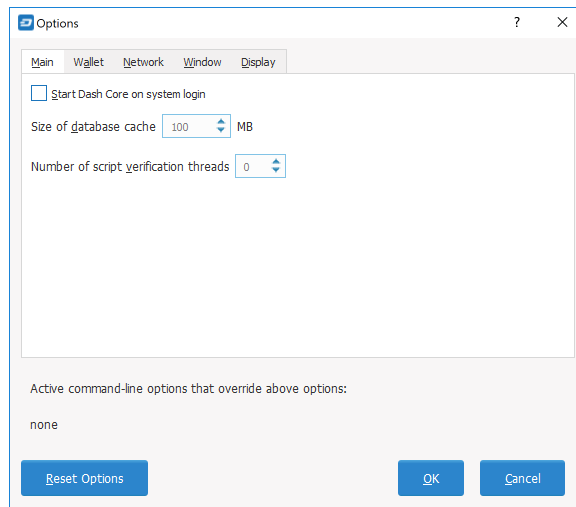 Options
?
Main Wallet Network Window Display
Start Dash Core on system login
Size of database cache 100 MB
Number of script verification threads 0
Active command-line options that override above options:
none
Reset Options OK Cancel